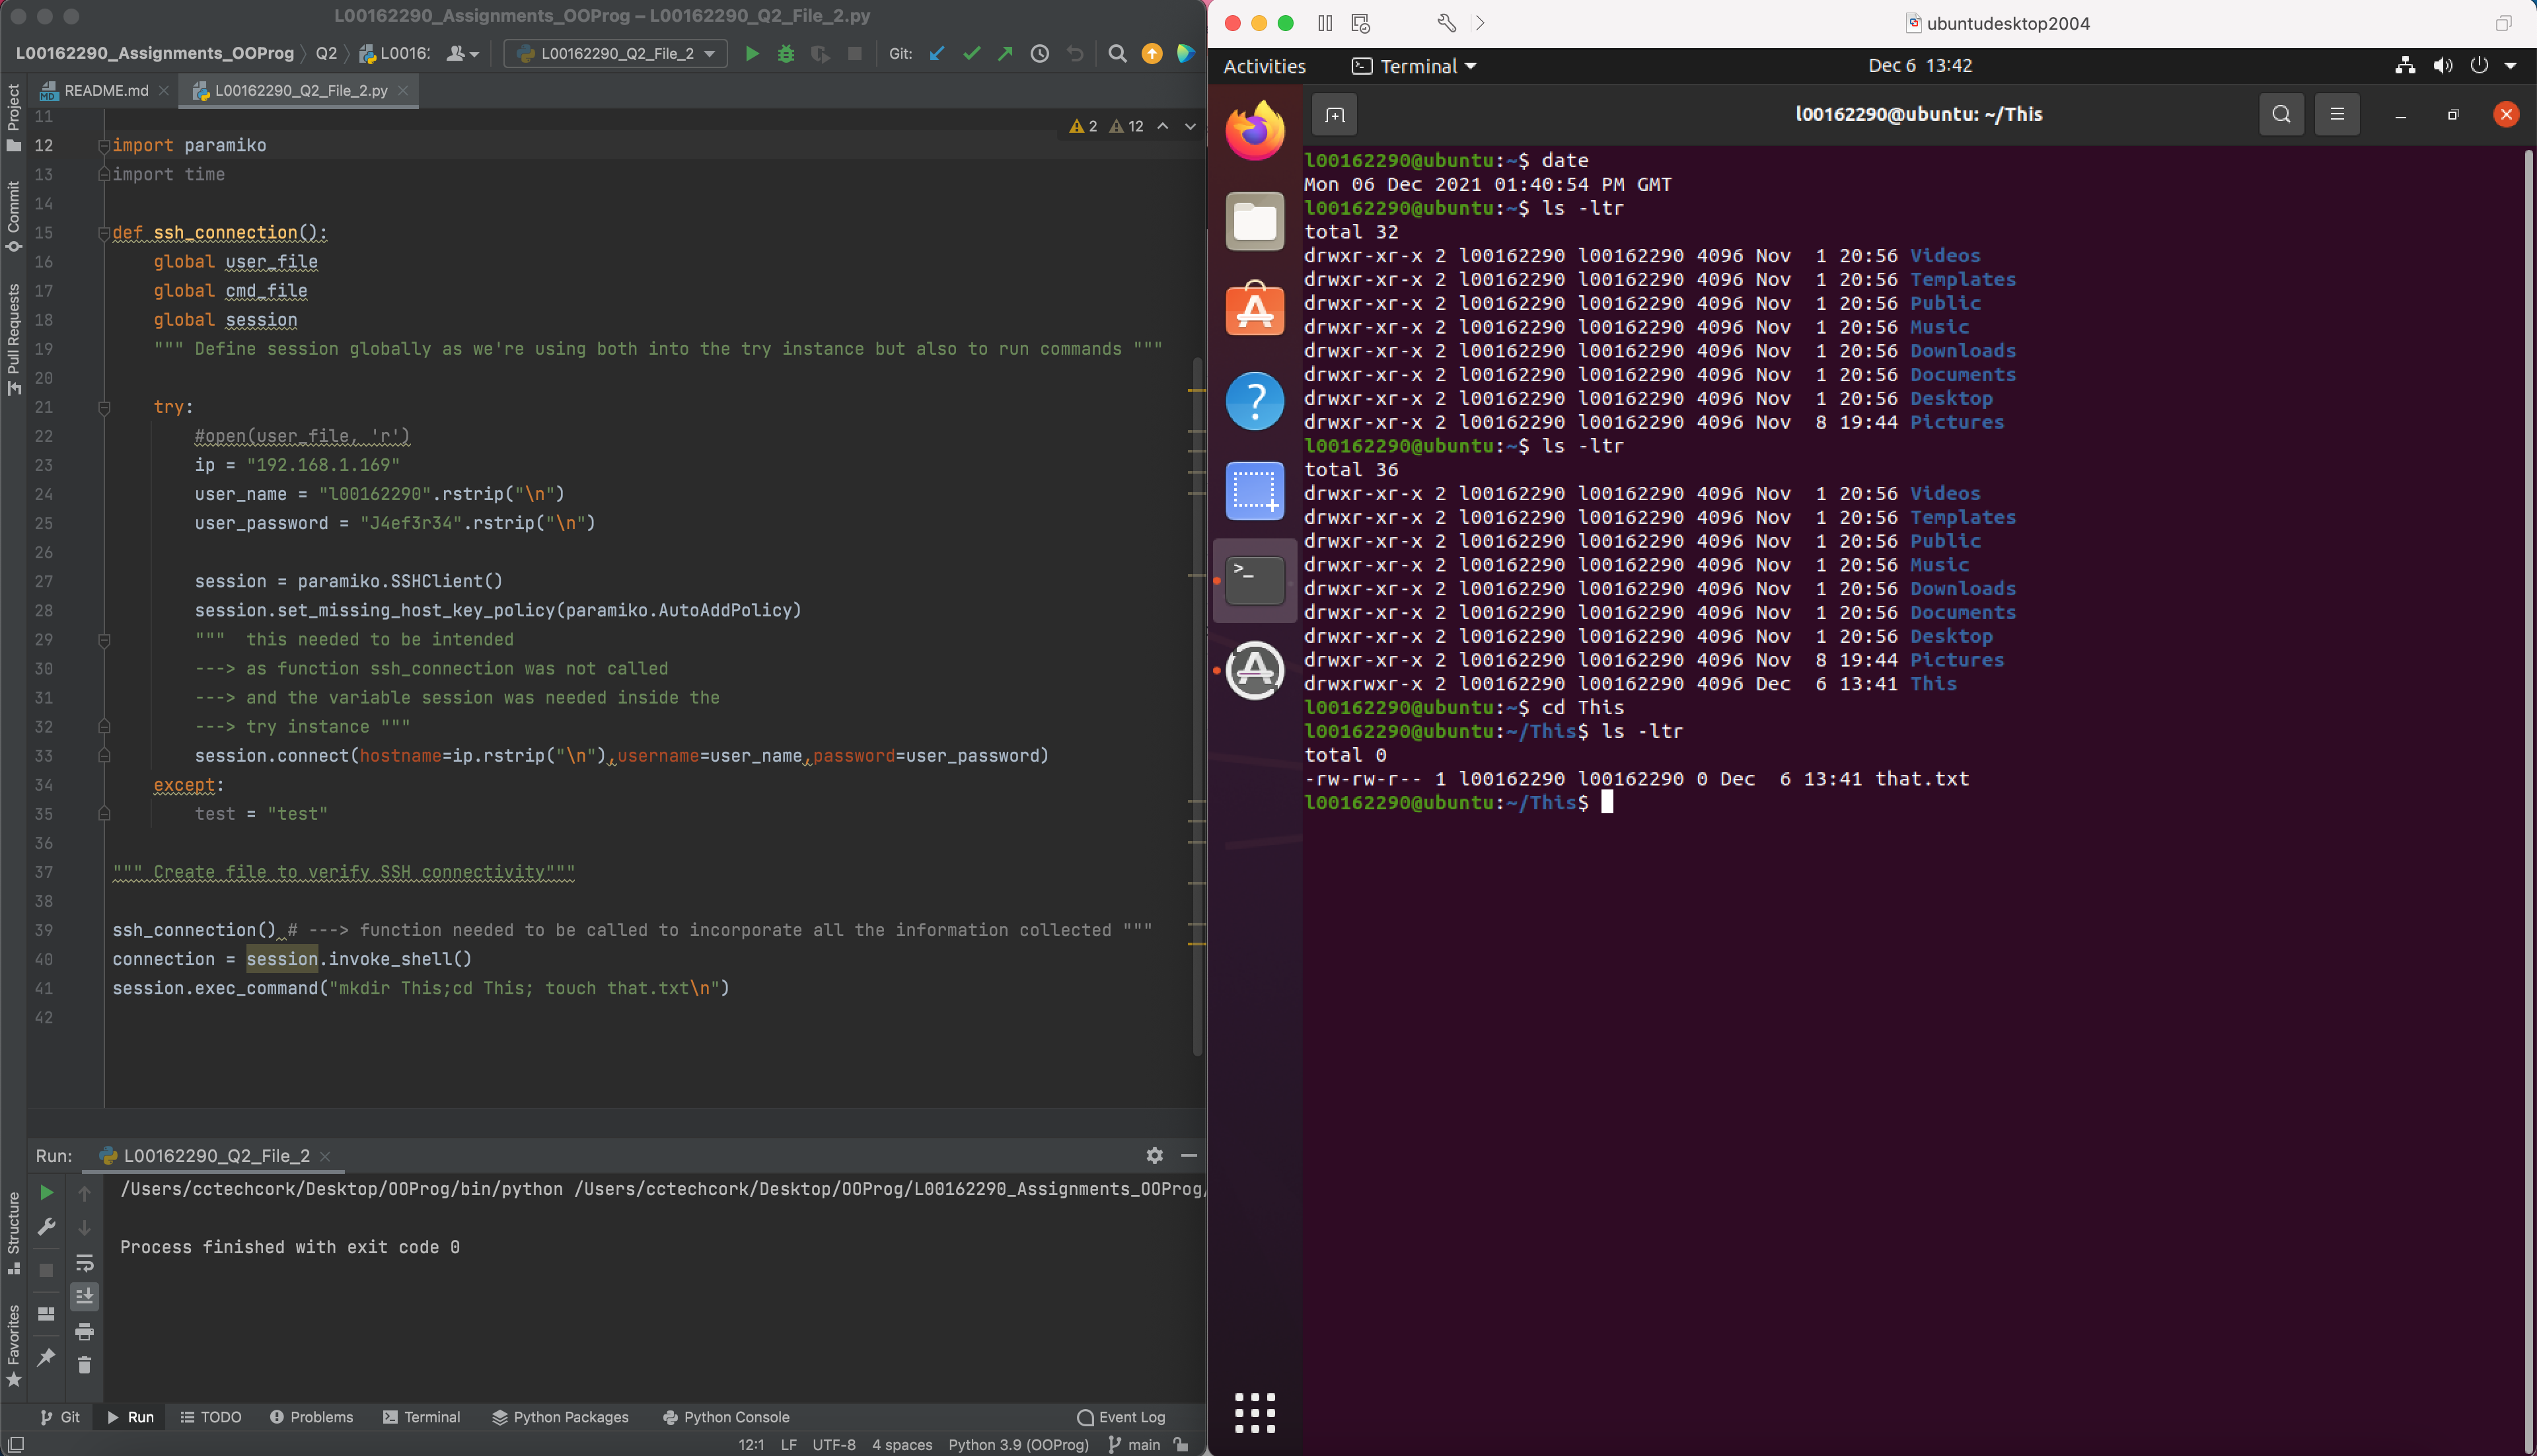 L00162290_Assignments_OOProg – L00162290_Q2_File_2.py
L00162290_Assignments_OOProg Q2 L0016: L00162290_Q2_File_2 Git:
README.md L00162290_Q2_File_2.py
Project
Commit
Pull Requests
2 12
11
12 import paramiko
13 import time
14
15 def ssh_connection():
16 global user_file
17 global cmd_file
18 global session
19 """ Define session globally as we're using both into the try instance but also to run commands """
20
21 try:
22 #open(user_file, 'r')
23 ip = "192.168.1.169"
24 user_name = "l00162290".rstrip("\n")
25 user_password = "J4ef3r34".rstrip("\n")
26
27 session = paramiko.SSHClient()
28 session.set_missing_host_key_policy(paramiko.AutoAddPolicy)
29 """  this needed to be intended
30 ---> as function ssh_connection was not called
31 ---> and the variable session was needed inside the
32 ---> try instance """
33 session.connect(hostname=ip.rstrip("\n"),username=user_name,password=user_password)
34 except:
35 test = "test"
36
37 """ Create file to verify SSH connectivity"""
38
39 ssh_connection() # ---> function needed to be called to incorporate all the information collected """
40 connection = session.invoke_shell()
41 session.exec_command("mkdir This;cd This; touch that.txt\n")
42
Run: L00162290_Q2_File_2
Structure
Favorites
/Users/cctechcork/Desktop/OOProg/bin/python /Users/cctechcork/Desktop/OOProg/L00162290_Assignments_OOProg/
Process finished with exit code 0
Git Run TODO Problems Terminal Python Packages Python Console Event Log
12:1 LF UTF-8 4 spaces Python 3.9 (OOProg) main
ubuntudesktop2004
Activities Terminal Dec 6 13:42
l00162290@ubuntu: ~/This
l00162290@ubuntu:~$ date
Mon 06 Dec 2021 01:40:54 PM GMT
l00162290@ubuntu:~$ ls -ltr
total 32
drwxr-xr-x 2 l00162290 l00162290 4096 Nov  1 20:56 Videos
drwxr-xr-x 2 l00162290 l00162290 4096 Nov  1 20:56 Templates
drwxr-xr-x 2 l00162290 l00162290 4096 Nov  1 20:56 Public
drwxr-xr-x 2 l00162290 l00162290 4096 Nov  1 20:56 Music
drwxr-xr-x 2 l00162290 l00162290 4096 Nov  1 20:56 Downloads
drwxr-xr-x 2 l00162290 l00162290 4096 Nov  1 20:56 Documents
drwxr-xr-x 2 l00162290 l00162290 4096 Nov  1 20:56 Desktop
drwxr-xr-x 2 l00162290 l00162290 4096 Nov  8 19:44 Pictures
l00162290@ubuntu:~$ ls -ltr
total 36
drwxr-xr-x 2 l00162290 l00162290 4096 Nov  1 20:56 Videos
drwxr-xr-x 2 l00162290 l00162290 4096 Nov  1 20:56 Templates
drwxr-xr-x 2 l00162290 l00162290 4096 Nov  1 20:56 Public
drwxr-xr-x 2 l00162290 l00162290 4096 Nov  1 20:56 Music
drwxr-xr-x 2 l00162290 l00162290 4096 Nov  1 20:56 Downloads
drwxr-xr-x 2 l00162290 l00162290 4096 Nov  1 20:56 Documents
drwxr-xr-x 2 l00162290 l00162290 4096 Nov  1 20:56 Desktop
drwxr-xr-x 2 l00162290 l00162290 4096 Nov  8 19:44 Pictures
drwxrwxr-x 2 l00162290 l00162290 4096 Dec  6 13:41 This
l00162290@ubuntu:~$ cd This
l00162290@ubuntu:~/This$ ls -ltr
total 0
-rw-rw-r-- 1 l00162290 l00162290 0 Dec  6 13:41 that.txt
l00162290@ubuntu:~/This$